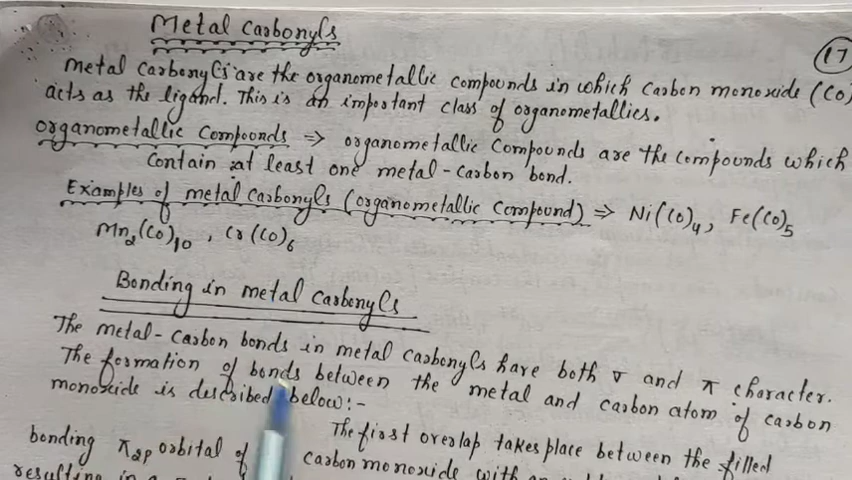 Metal Carbonyls
17
Metal Carbonyls are the organometallic compounds in which Carbon monoxide (CO)
acts as the ligand. This is an important class of organometallics.
Organometallic Compounds ⇒ organometallic Compounds are the compounds which
Contain at least one metal-Carbon bond.
Examples of metal Carbonyls (organometallic Compound) ⇒ Ni(CO)4, Fe(CO)5
Mn2(CO)10, Cr(CO)6
Bonding in metal Carbonyls
The metal-Carbon bonds in metal Carbonyls have both σ and π character.
The formation of bonds between the metal and carbon atom of carbon
monoxide is described below:-
The first overlap takes place between the filled
bonding π2p orbital of carbon monoxide with an
resulting in a